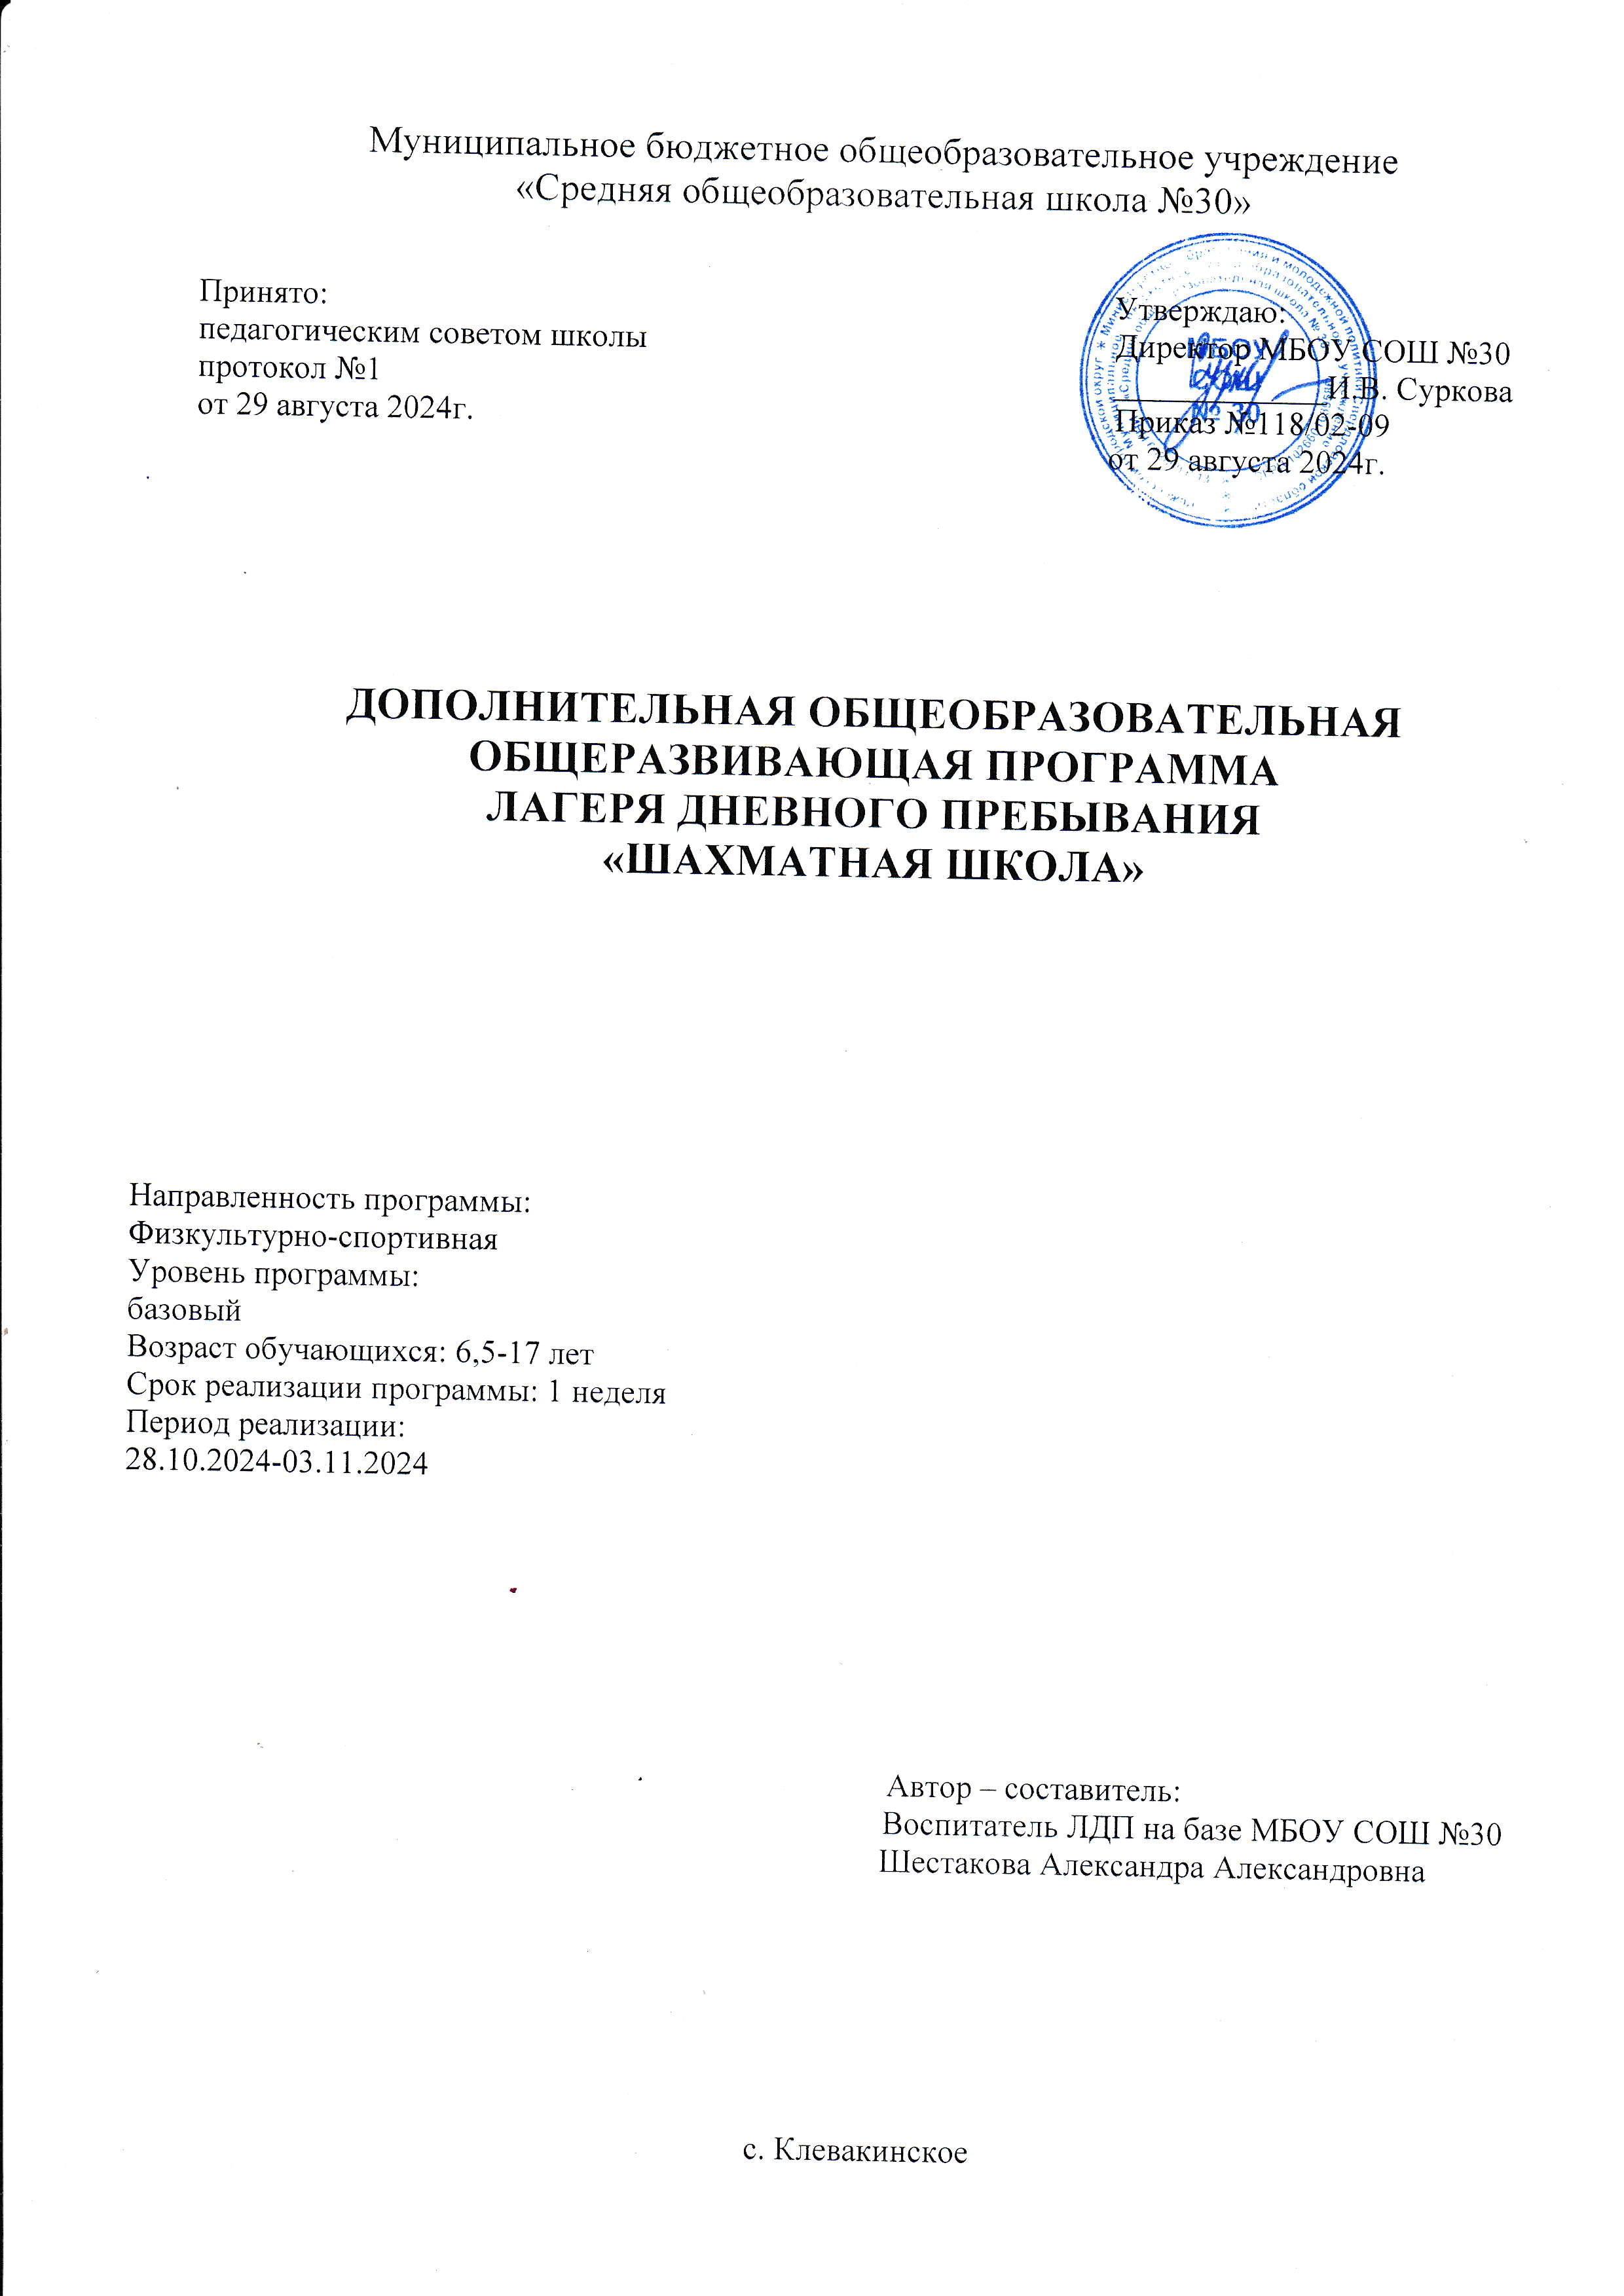 Муниципальное бюджетное общеобразовательное учреждение
«Средняя общеобразовательная школа №30»
Принято:
педагогическим советом школы
протокол №1
от 29 августа 2024г.
Утверждаю:
Директор МБОУ СОШ №30
И.В. Суркова
Приказ №118/02-09
от 29 августа 2024г.
МБОУ
СОШ
№ 30
ДОПОЛНИТЕЛЬНАЯ ОБЩЕОБРАЗОВАТЕЛЬНАЯ
ОБЩЕРАЗВИВАЮЩАЯ ПРОГРАММА
ЛАГЕРЯ ДНЕВНОГО ПРЕБЫВАНИЯ
«ШАХМАТНАЯ ШКОЛА»
Направленность программы:
Физкультурно-спортивная
Уровень программы:
базовый
Возраст обучающихся: 6,5-17 лет
Срок реализации программы: 1 неделя
Период реализации:
28.10.2024-03.11.2024
Автор – составитель:
Воспитатель ЛДП на базе МБОУ СОШ №30
Шестакова Александра Александровна
с. Клевакинское